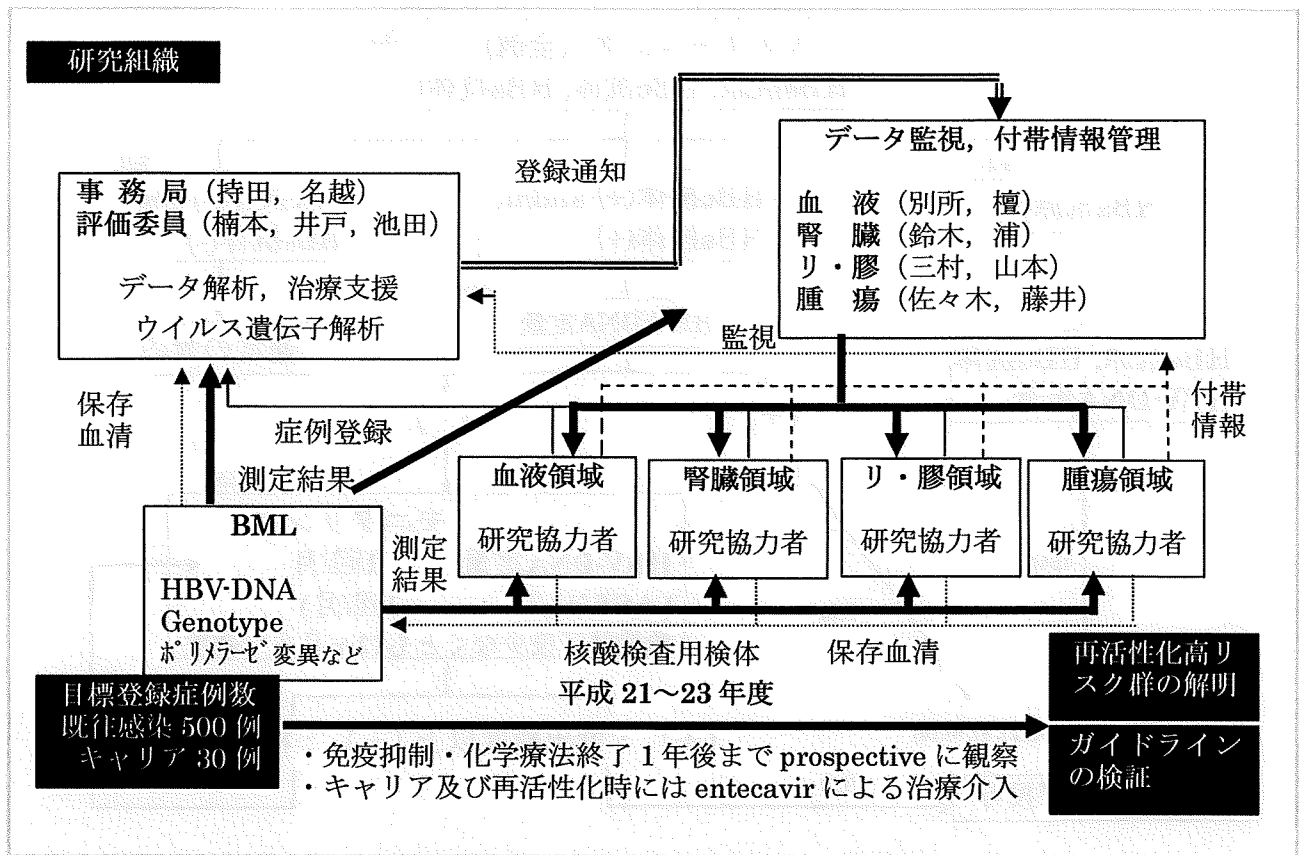 研究組織
登録通知
データ監視，付帯情報管理
血　液（別所，檀）
腎　臓（鈴木，浦）
リ・膠（三村，山本）
腫　瘍（佐々木，藤井）
事 務 局（持田，名越）
評価委員（楠本，井戸，池田）
データ解析，治療支援
ウイルス遺伝子解析
監視
保存
血清
症例登録
測定結果
付帯
情報
血液領域
研究協力者
腎臓領域
研究協力者
リ・膠領域
研究協力者
腫瘍領域
研究協力者
BML
HBV-DNA
Genotype
ﾎﾟﾘﾒﾗｰｾﾞ変異など
測定
結果
核酸検査用検体
保存血清
平成 21～23 年度
目標登録症例数
既往感染 500 例
キャリア 30 例
再活性化高リ
スク群の解明
ガイドライン
の検証
・免疫抑制・化学療法終了 1 年後まで prospective に観察
・キャリア及び再活性化時には entecavir による治療介入